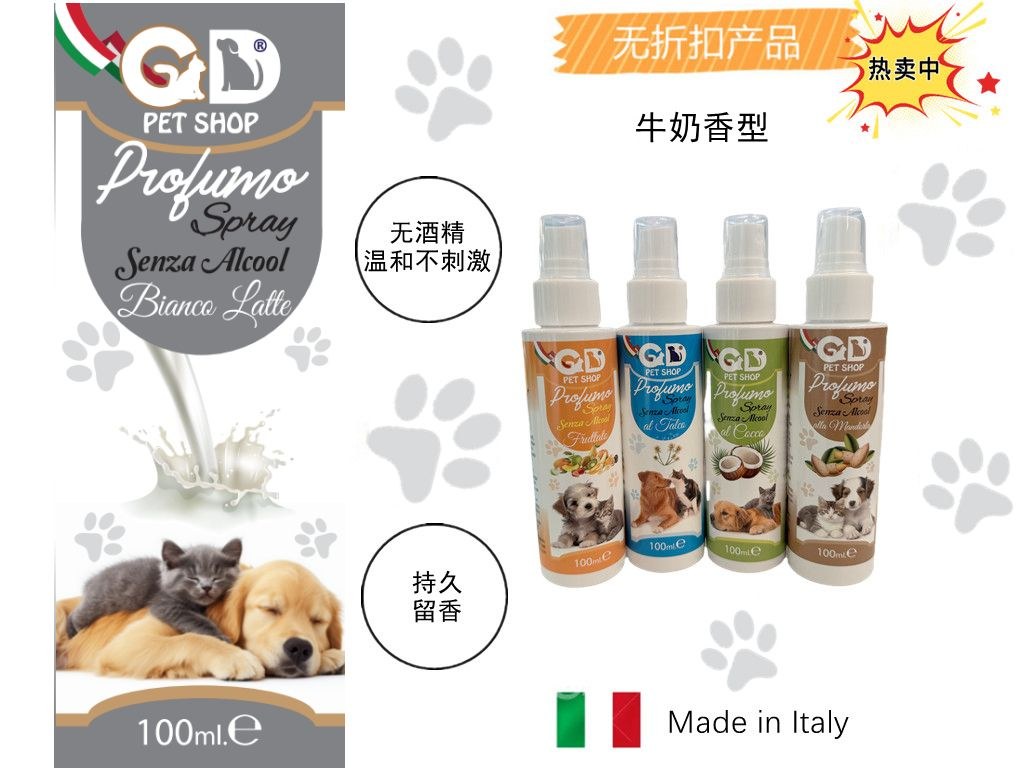 GD®
PET SHOP
Profumo
Spray
Senza Alcool
Bianco Latte
100ml.e
无折扣产品
热卖中
牛奶香型
无酒精
温和不刺激
持久
留香
GD
PET SHOP
Profumo
Spray
Senza Alcool
Fruttato
100ml.e
GD
PET SHOP
Profumo
Spray
Senza Alcool
al Talco
100ml.e
GD
PET SHOP
Profumo
Spray
Senza Alcool
al Cocco
100ml.e
GD
PET SHOP
Profumo
Spray
Senza Alcool
alla Mandorla
100ml.e
Made in Italy